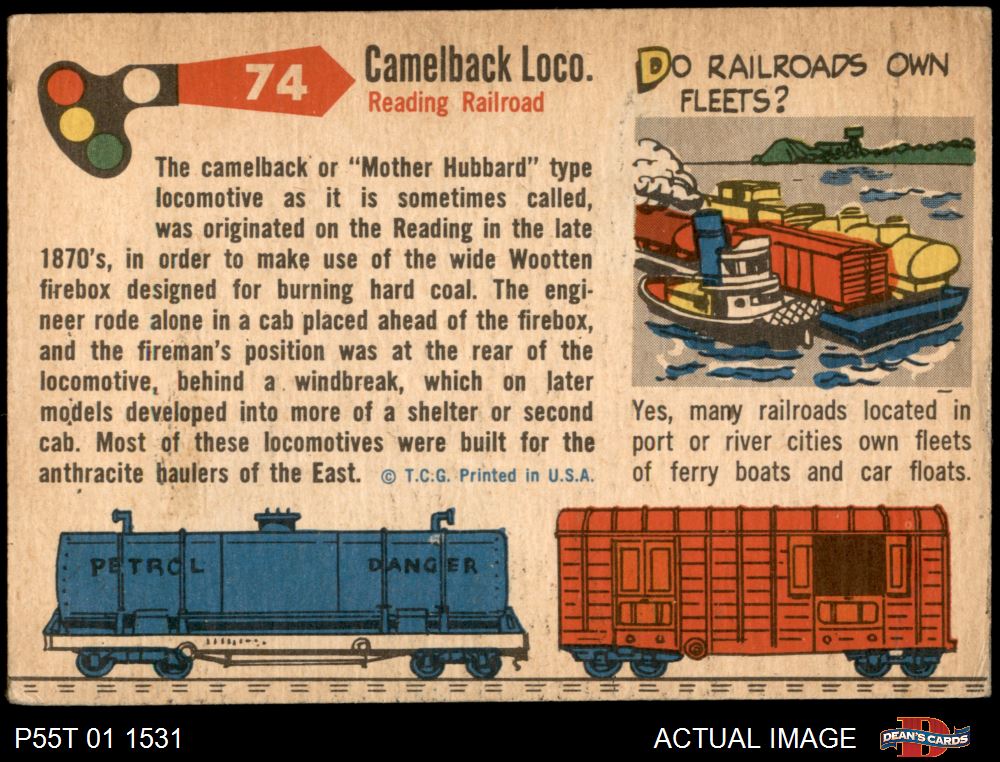 74
Camelback Loco.
Reading Railroad
The camelback or “Mother Hubbard” type
locomotive as it is sometimes called,
was originated on the Reading in the late
1870's, in order to make use of the wide Wootten
firebox designed for burning hard coal. The engi-
neer rode alone in a cab placed ahead of the firebox,
and the fireman's position was at the rear of the
locomotive, behind a windbreak, which on later
models developed into more of a shelter or second
cab. Most of these locomotives were built for the
anthracite haulers of the East. © T.C.G. Printed in U.S.A.
DO RAILROADS OWN
FLEETS?
Yes, many railroads located in
port or river cities own fleets
of ferry boats and car floats.
PETROL DANGER
P55T 01 1531
ACTUAL IMAGE
D
DEAN'S CARDS